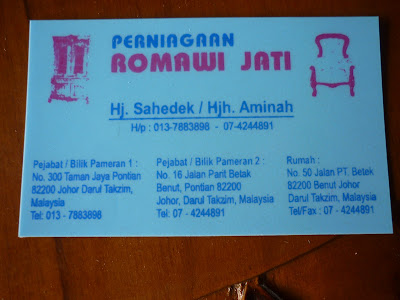 PERNIAGAAN
ROMAWI JATI
Hj. Sahedek / Hjh. Aminah
H/p : 013-7883898 - 07-4244891
Pejabat / Bilik Pameran 1 :
No. 300 Taman Jaya Pontian
82200 Johor Darul Takzim,
Malaysia
Tel: 013 - 7883898
Pejabat / Bilik Pameran 2 :
No. 16 Jalan Parit Betak
Benut, Pontian 82200
Johor, Darul Takzim, Malaysia
Tel: 07 - 4244891
Rumah :
No. 50 Jalan PT. Betak
82200 Benut Johor
Darul Takzim, Malaysia
Tel/Fax : 07 - 4244891